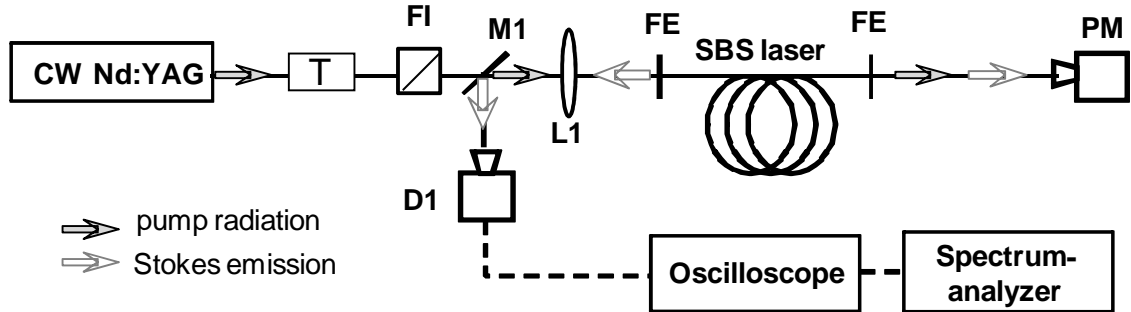 FI
M1
FE
SBS laser
FE
PM
CW Nd:YAG
T
L1
D1
pump radiation
Stokes emission
Oscilloscope
Spectrum-
analyzer